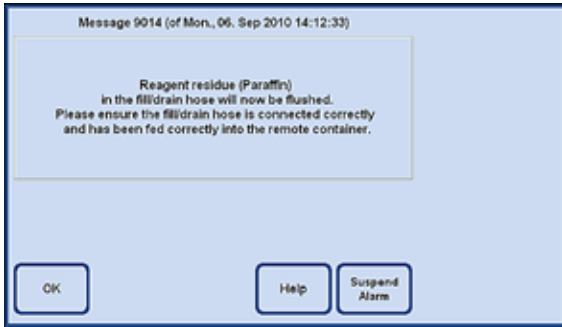 Message 9014 (of Mon., 06. Sep 2010 14:12:33)
Reagent residue (Paraffin)
in the fill/drain hose will now be flushed.
Please ensure the fill/drain hose is connected correctly
and has been fed correctly into the remote container.
OK
Help
Suspend
Alarm